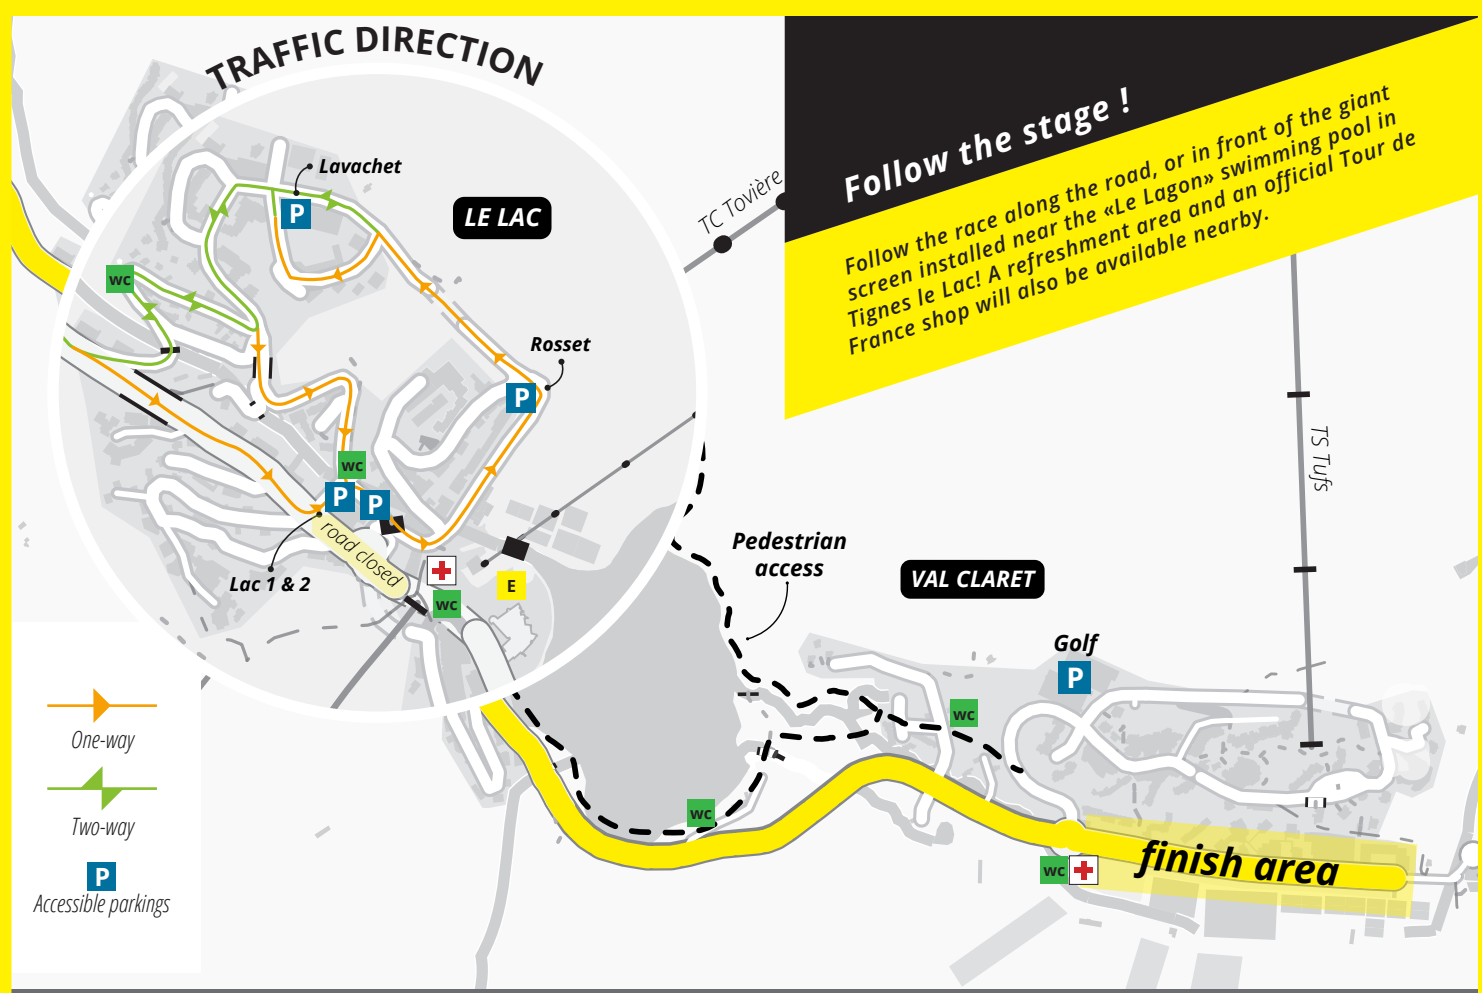 TRAFFIC DIRECTION
Follow the stage !
Follow the race along the road, or in front of the giant
screen installed near the «Le Lagon» swimming pool in
Tignes le Lac! A refreshment area and an official Tour de
France shop will also be available nearby.
Lavachet
P
LE LAC
TC Tovière
wc
Rosset
P
TS Tufs
wc
P
P
road closed
Lac 1 & 2
E
wc
Pedestrian
access
VAL CLARET
Golf
P
wc
wc
finish area
wc
One-way
Two-way
P
Accessible parkings